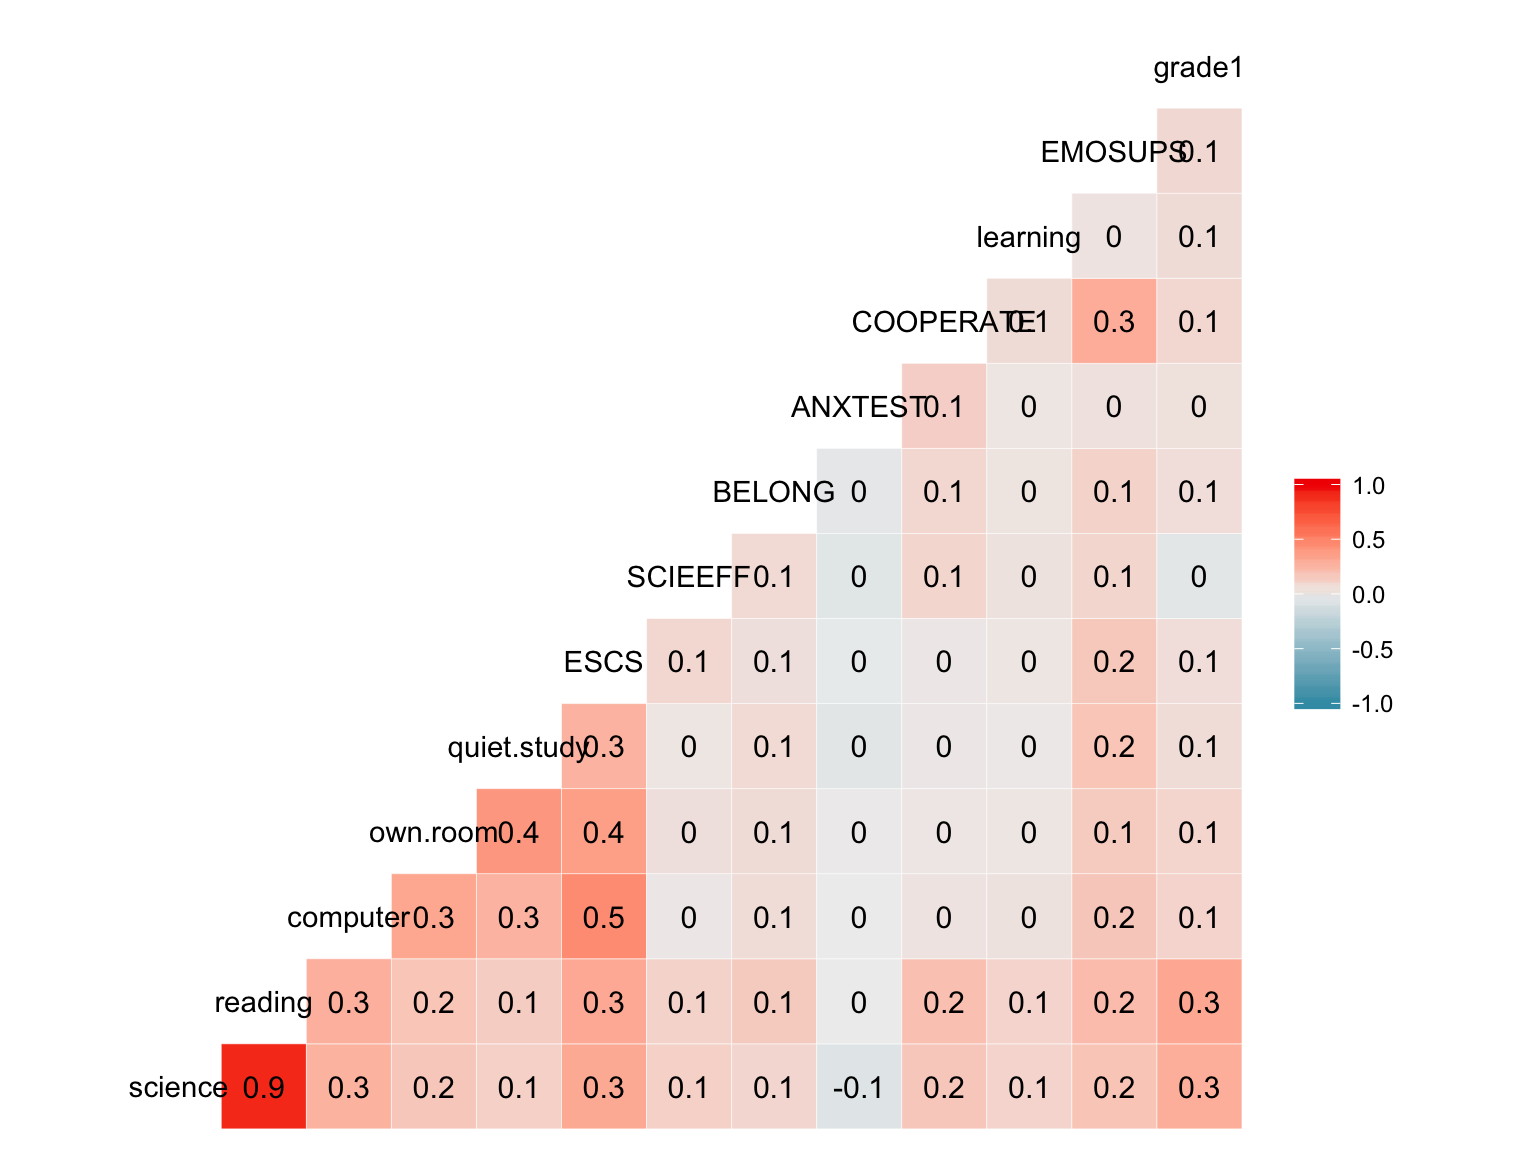 grade1
EMOSUPS 0.1
learning 0 0.1
COOPERATE 0.1 0.3 0.1
ANXTEST 0.1 0 0 0
BELONG 0 0.1 0 0.1 0.1
SCIEEFF 0.1 0 0.1 0 0.1 0
ESCS 0.1 0.1 0 0 0 0.2 0.1
quiet.study 0.3 0 0.1 0 0 0 0.2 0.1
own.room 0.4 0.4 0 0.1 0 0 0 0.1 0.1
computer 0.3 0.3 0.5 0 0.1 0 0 0 0.2 0.1
reading 0.3 0.2 0.1 0.3 0.1 0.1 0 0.2 0.1 0.2 0.3
science 0.9 0.3 0.2 0.1 0.3 0.1 0.1 -0.1 0.2 0.1 0.2 0.3
1.0
0.5
0.0
-0.5
-1.0